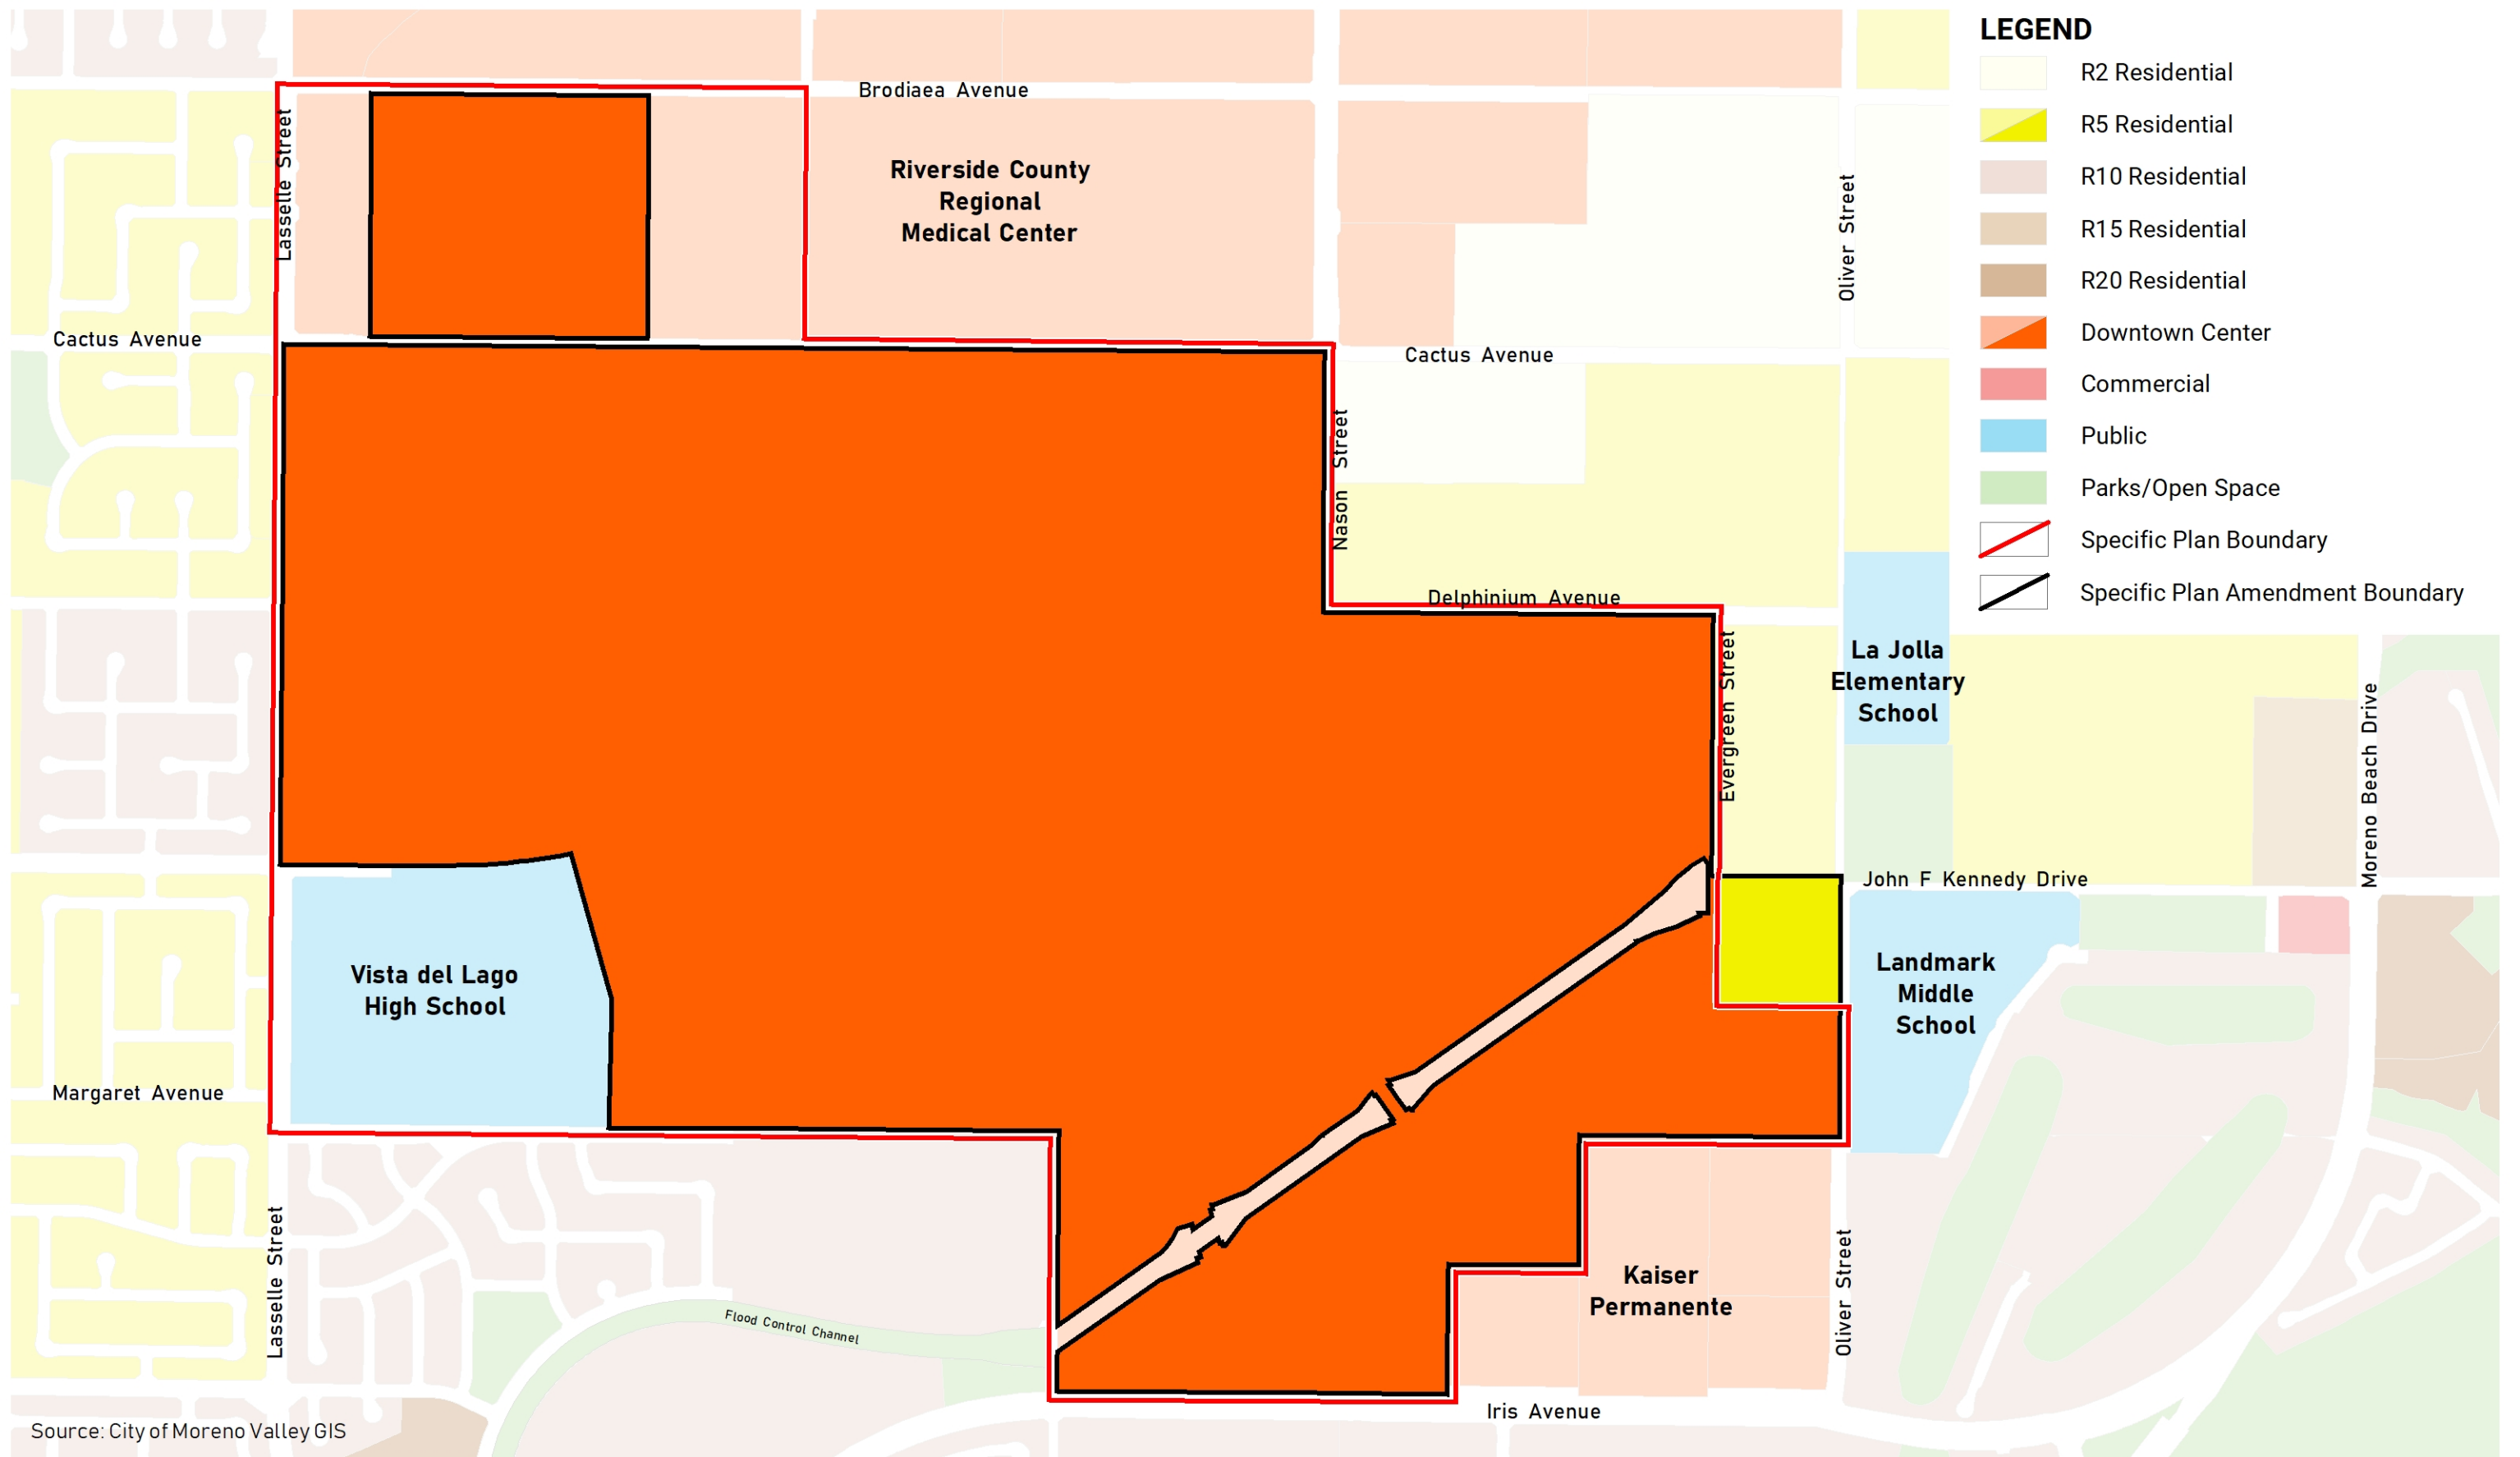 LEGEND
R2 Residential
R5 Residential
R10 Residential
R15 Residential
R20 Residential
Downtown Center
Commercial
Public
Parks/Open Space
Specific Plan Boundary
Specific Plan Amendment Boundary
Brodiaea Avenue
Lasselle Street
Riverside County
Regional
Medical Center
Oliver Street
Cactus Avenue
Cactus Avenue
Nason Street
Delphinium Avenue
Evergreen Street
La Jolla
Elementary
School
Moreno Beach Drive
John F Kennedy Drive
Vista del Lago
High School
Landmark
Middle
School
Margaret Avenue
Lasselle Street
Flood Control Channel
Kaiser
Permanente
Oliver Street
Iris Avenue
Source: City of Moreno Valley GIS